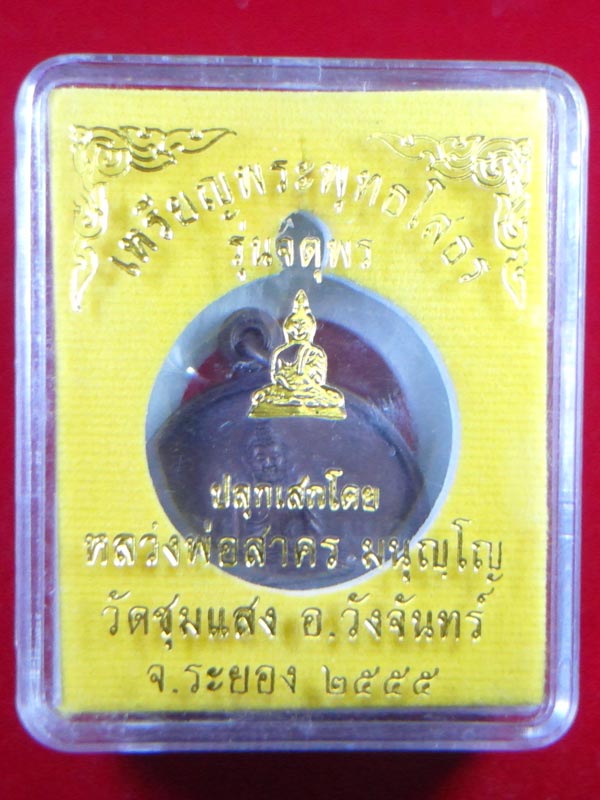 เหรียญพระพุทธโสธร
รุ่นจตุพร
ปลุกเสกโดย
หลวงพ่อสาคร มนุญฺโญ
วัดชุมแสง อ.วังจันทร์
จ.ระยอง ๒๕๕๕